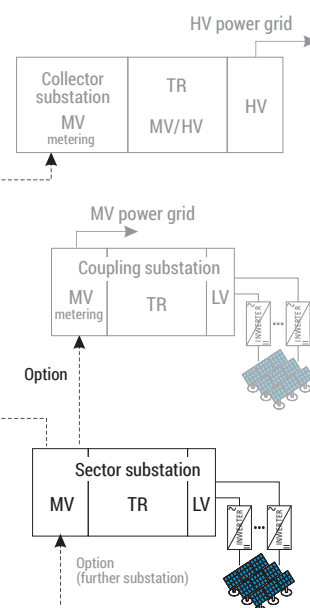 HV power grid
Collector
substation
MV
metering
TR
MV/HV
HV
MV power grid
Coupling substation
MV
metering
TR
LV
INVERTER
...
INVERTER
Option
Sector substation
MV
TR
LV
INVERTER
...
INVERTER
Option
(further substation)